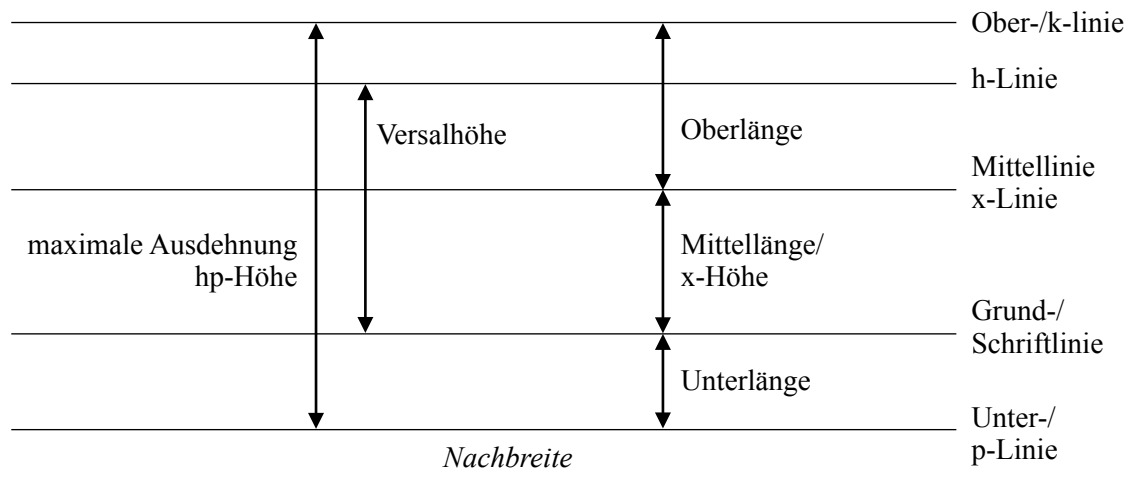 Ober-/k-linie
h-Linie
Versalhöhe
Oberlänge
Mittellinie
x-Linie
maximale Ausdehnung
hp-Höhe
Mittellänge/
x-Höhe
Grund-/
Schriftlinie
Unterlänge
Unter-/
p-Linie
Nachbreite